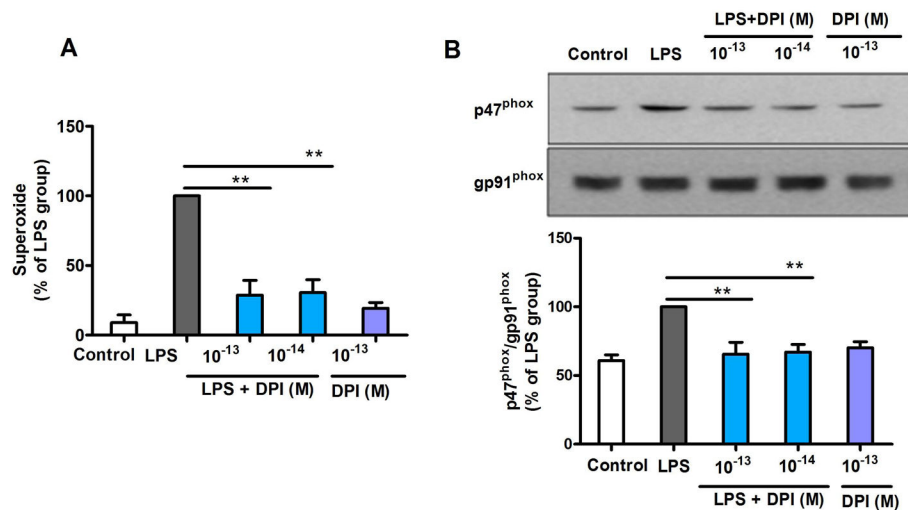 A
Superoxide
(% of LPS group)
150
100
50
0
**
**
Control LPS 10⁻¹³ 10⁻¹⁴ 10⁻¹³
LPS + DPI (M) DPI (M)
B
LPS+DPI (M) DPI (M)
Control LPS 10⁻¹³ 10⁻¹⁴ 10⁻¹³
p47ᵖʰᵒˣ
gp91ᵖʰᵒˣ
p47ᵖʰᵒˣ/gp91ᵖʰᵒˣ
(% of LPS group)
150
100
50
0
**
**
Control LPS 10⁻¹³ 10⁻¹⁴ 10⁻¹³
LPS + DPI (M) DPI (M)